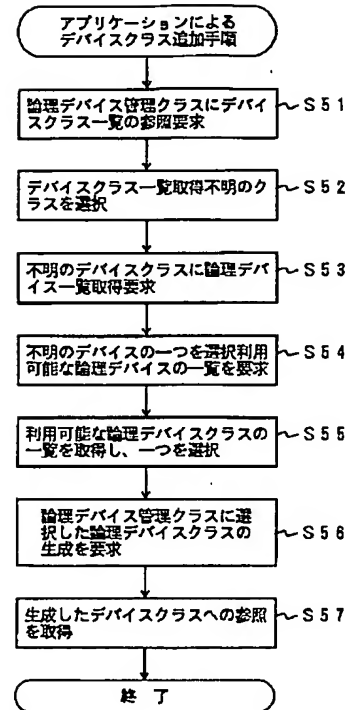 アプリケーションによる
デバイスクラス追加手順
論理デバイス管理クラスにデバイ
スクラス一覧の参照要求
～S51
デバイスクラス一覧取得不明のク
ラスを選択
～S52
不明のデバイスクラスに論理デバ
イス一覧取得要求
～S53
不明のデバイスの一つを選択利用
可能な論理デバイスの一覧を要求
～S54
利用可能な論理デバイスクラスの
一覧を取得し、一つを選択
～S55
論理デバイス管理クラスに選
択した論理デバイスクラスの
生成を要求
～S56
生成したデバイスクラスへの参照
を取得
～S57
終了